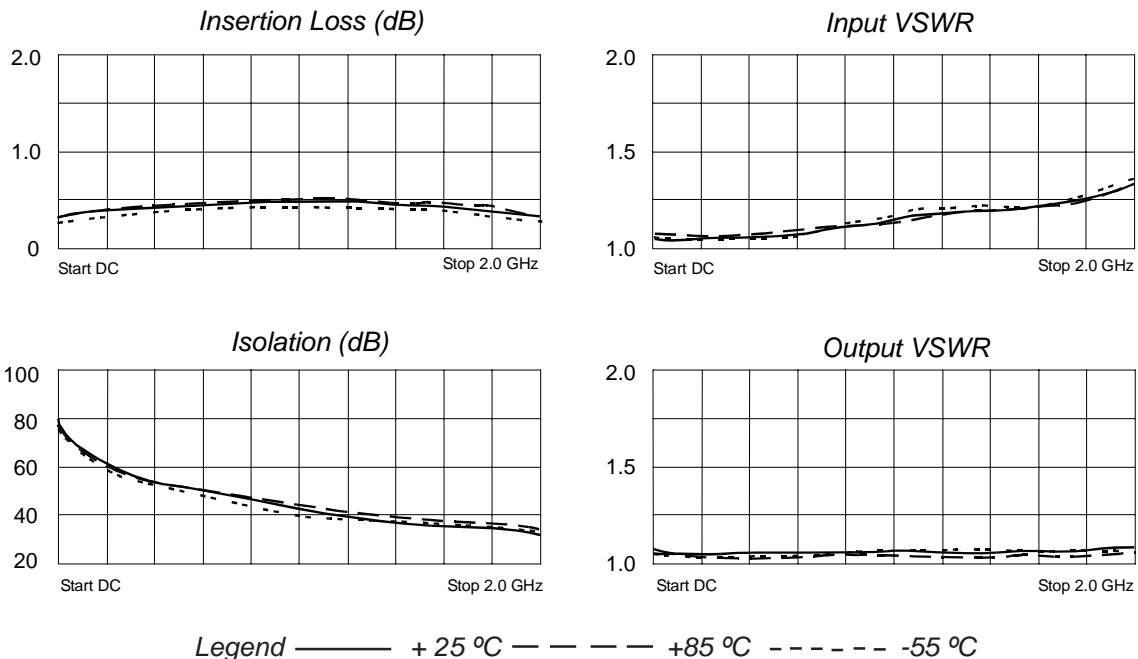 Insertion Loss (dB)
2.0
1.0
0
Start DC
Stop 2.0 GHz
Input VSWR
2.0
1.5
1.0
Start DC
Stop 2.0 GHz
Isolation (dB)
100
80
60
40
20
Start DC
Stop 2.0 GHz
Output VSWR
2.0
1.5
1.0
Start DC
Stop 2.0 GHz
Legend + 25 ºC +85 ºC -55 ºC